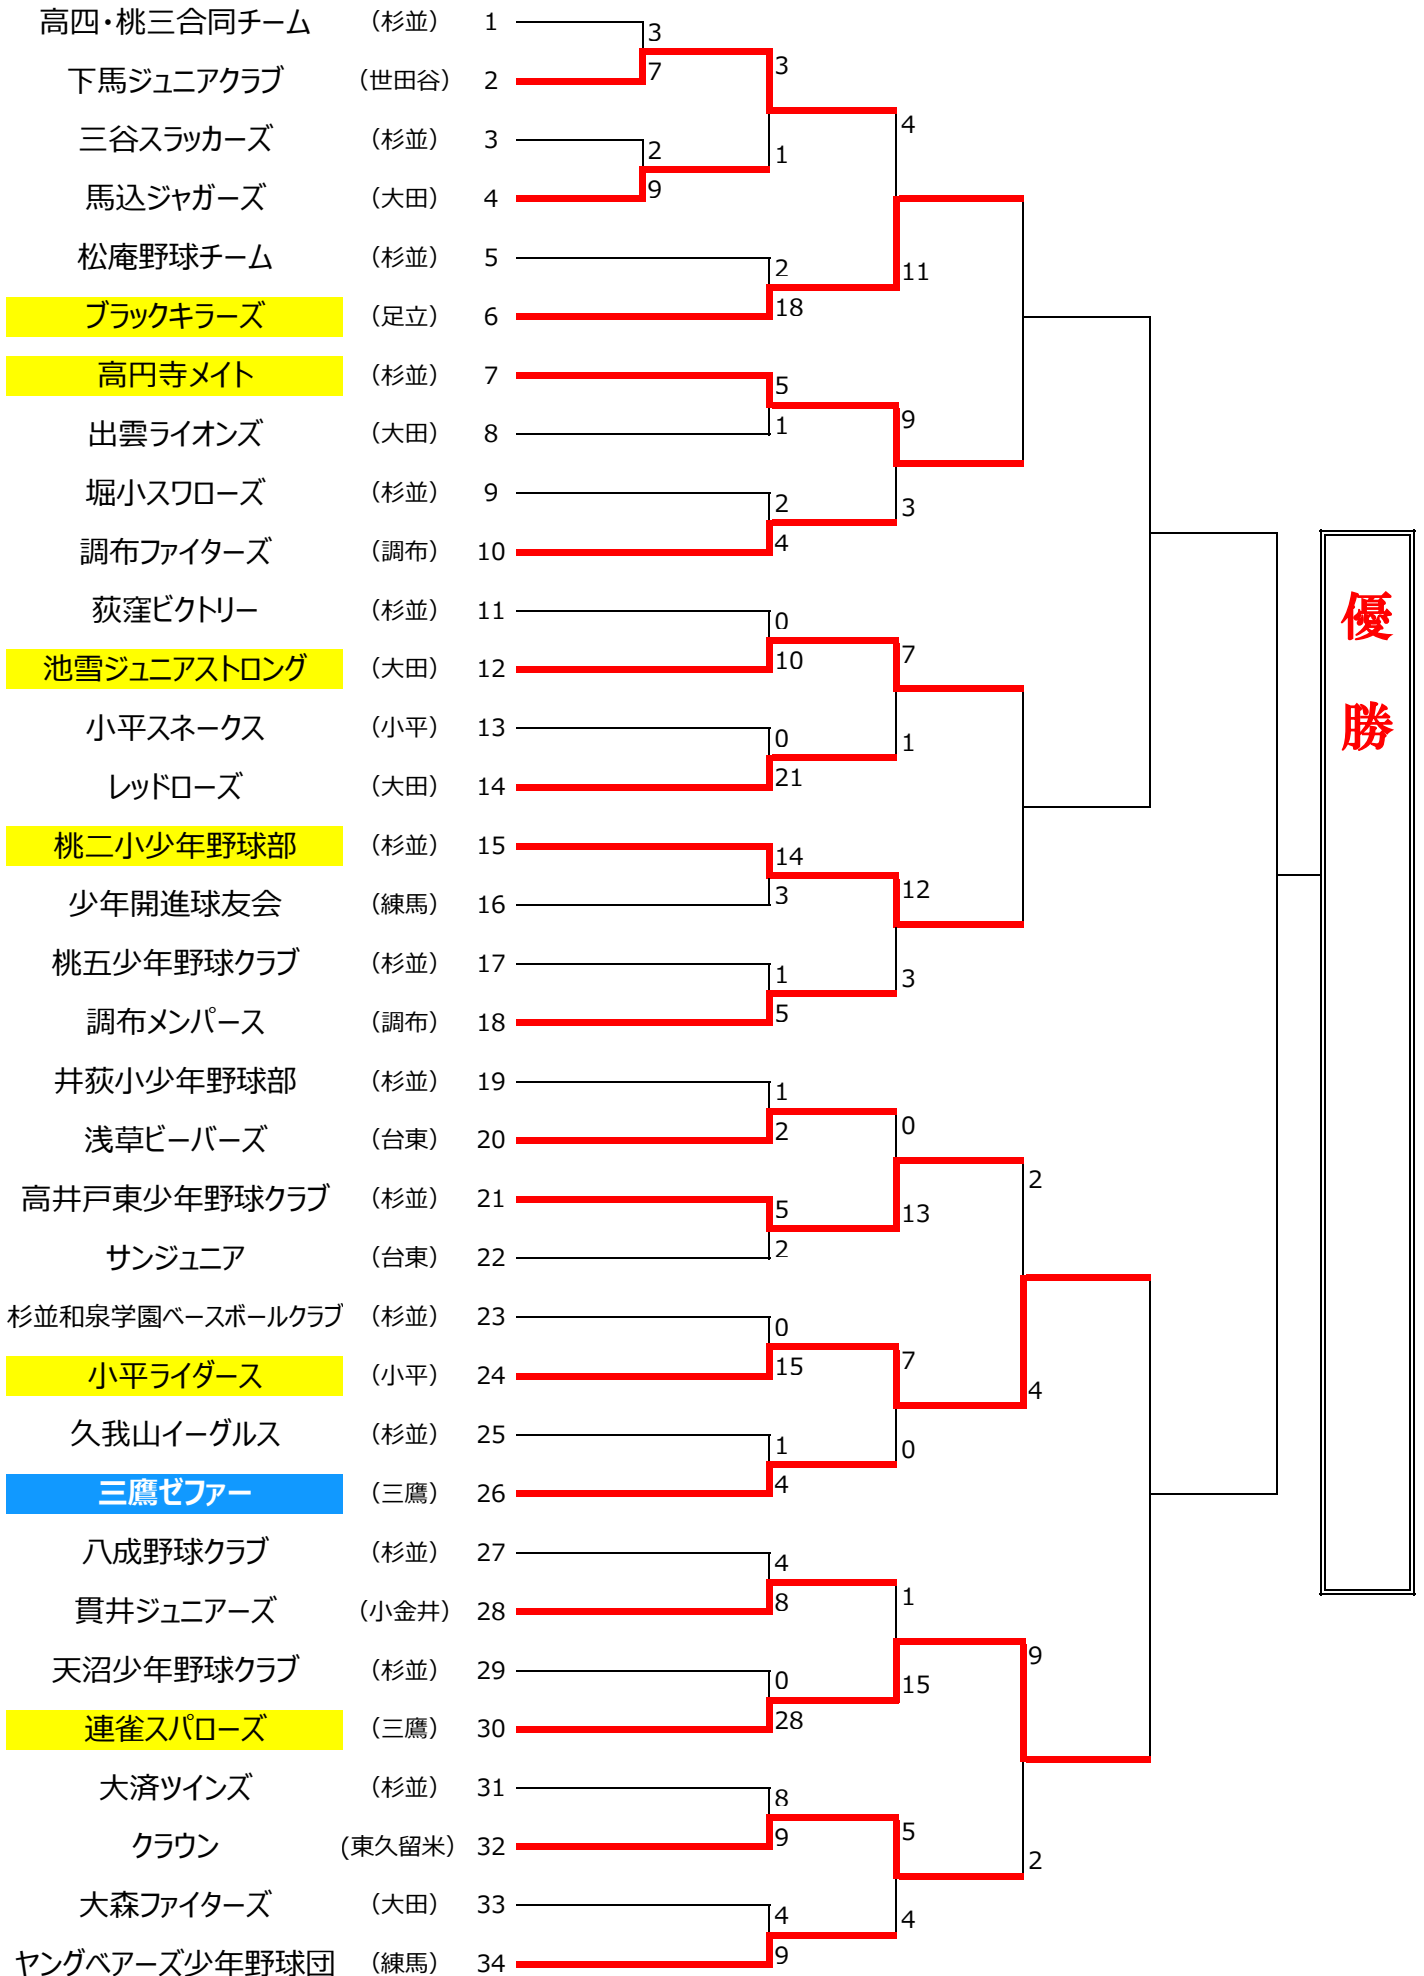 高四・桃三合同チーム （杉並） 1
3
下馬ジュニアクラブ （世田谷） 2
7
3
三谷スラッカーズ （杉並） 3
2
1
4
馬込ジャガーズ （大田） 4
9
松庵野球チーム （杉並） 5
2
11
ブラックキラーズ （足立） 6
18
高円寺メイト （杉並） 7
5
9
出雲ライオンズ （大田） 8
1
堀小スワローズ （杉並） 9
2
3
調布ファイターズ （調布） 10
4
荻窪ビクトリー （杉並） 11
0
池雪ジュニアストロング （大田） 12
10
7
小平スネークス （小平） 13
0
1
レッドローズ （大田） 14
21
桃二小少年野球部 （杉並） 15
14
12
少年開進球友会 （練馬） 16
3
桃五少年野球クラブ （杉並） 17
1
3
調布メンパース （調布） 18
5
井荻小少年野球部 （杉並） 19
1
0
浅草ビーバーズ （台東） 20
2
2
高井戸東少年野球クラブ （杉並） 21
5
13
サンジュニア （台東） 22
2
杉並和泉学園ベースボールクラブ （杉並） 23
0
小平ライダース （小平） 24
15
7
4
久我山イーグルス （杉並） 25
1
0
三鷹ゼファー （三鷹） 26
4
八成野球クラブ （杉並） 27
4
1
貫井ジュニアーズ （小金井） 28
8
9
天沼少年野球クラブ （杉並） 29
0
15
連雀スパローズ （三鷹） 30
28
大済ツインズ （杉並） 31
8
5
クラウン （東久留米） 32
9
2
大森ファイターズ （大田） 33
4
4
ヤングベアーズ少年野球団 （練馬） 34
9
優
勝